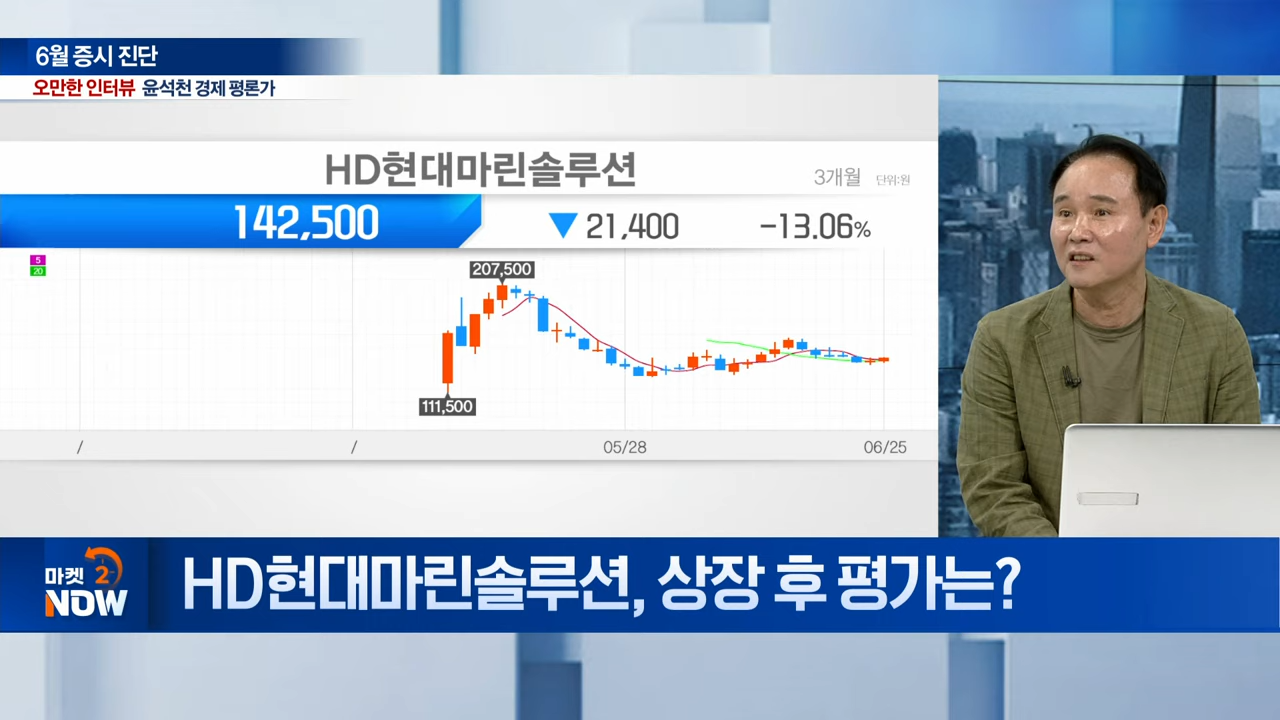 6월 증시 진단
오만한 인터뷰 윤석천 경제 평론가
HD현대마린솔루션
3개월 단위:원
142,500 ▼ 21,400 -13.06%
5
20
207,500
111,500
/ / 05/28 06/25
마켓 2
NOW
HD현대마린솔루션, 상장 후 평가는?